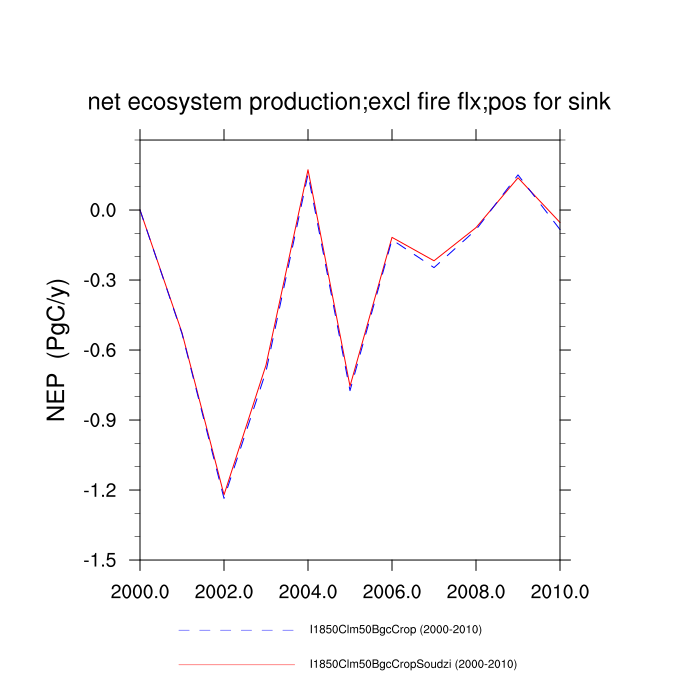 net ecosystem production;excl fire flx;pos for sink
NEP (PgC/y)
0.0
-0.3
-0.6
-0.9
-1.2
-1.5
2000.0 2002.0 2004.0 2006.0 2008.0 2010.0
I1850Clm50BgcCrop (2000-2010)
I1850Clm50BgcCropSoudzi (2000-2010)